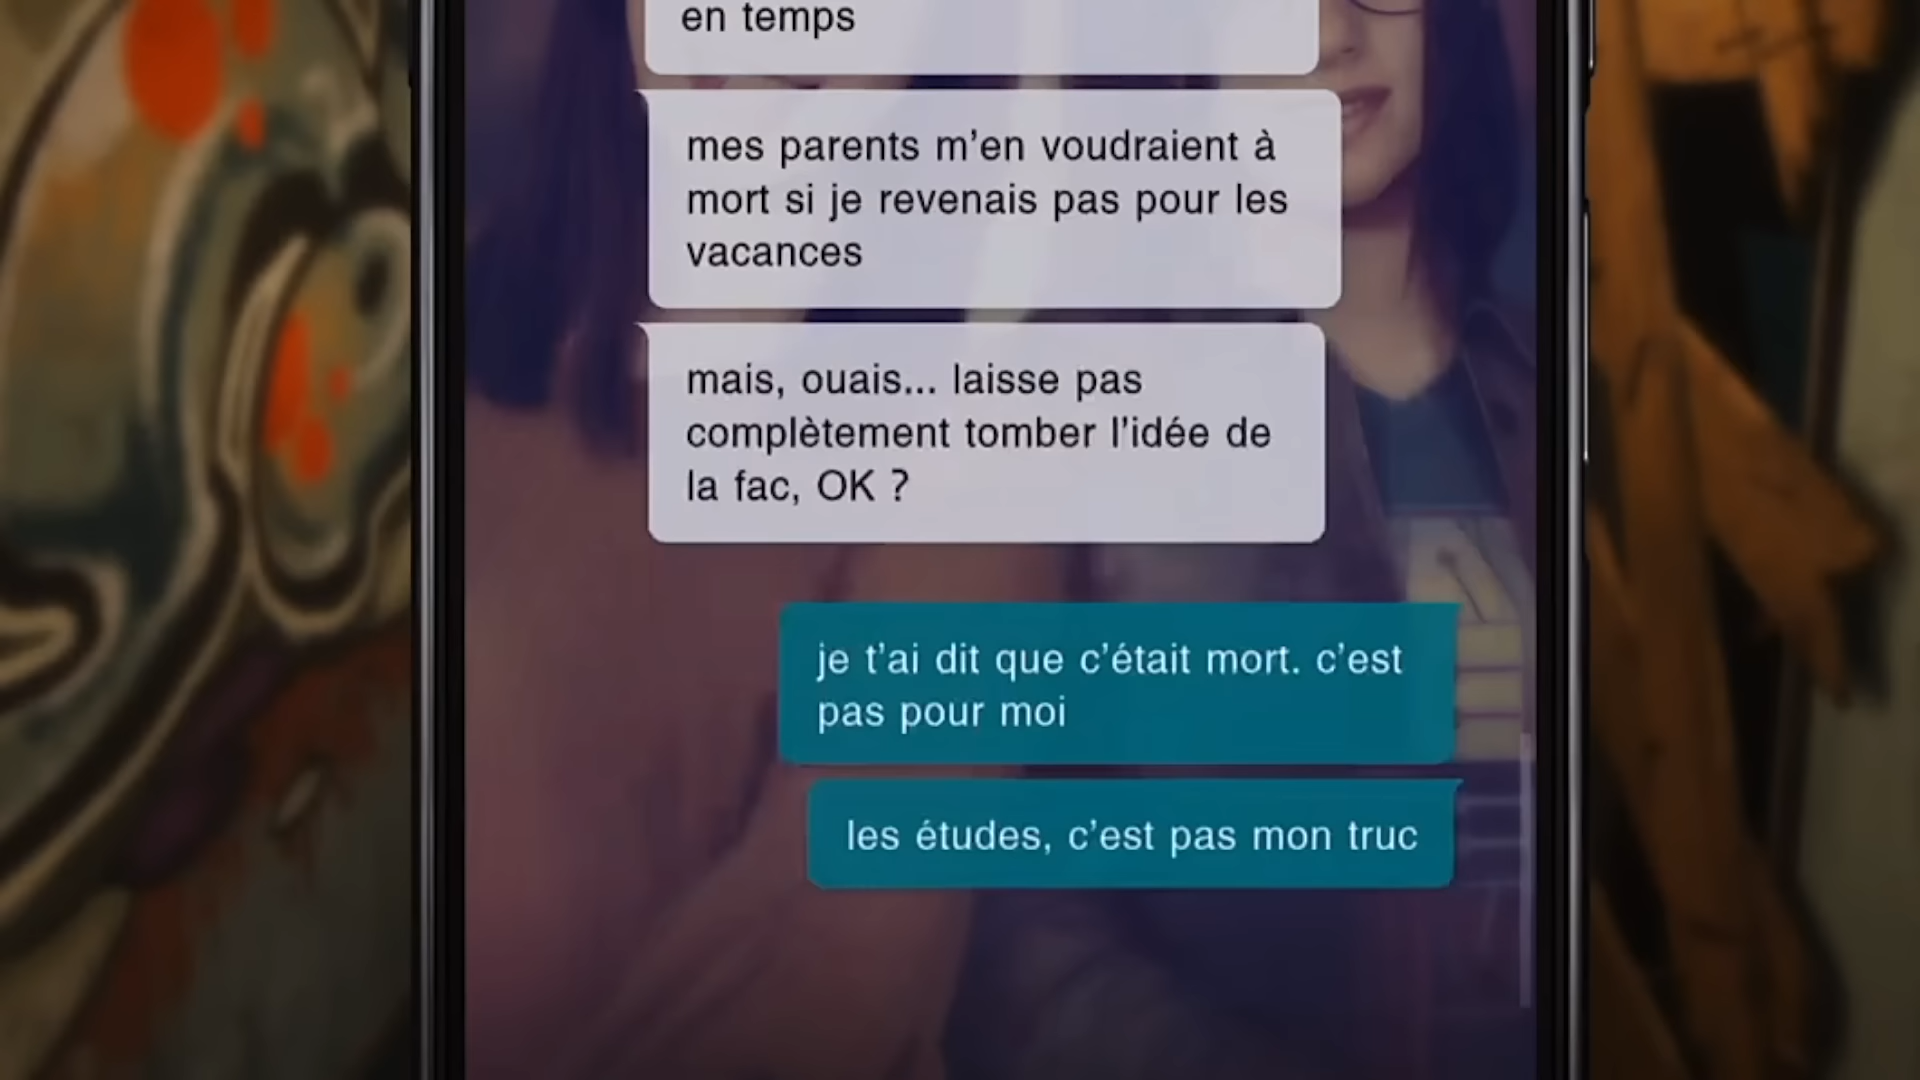 en temps
mes parents m’en voudraient à
mort si je revenais pas pour les
vacances
mais, ouais... laisse pas
complètement tomber l’idée de
la fac, OK ?
je t’ai dit que c’était mort. c’est
pas pour moi
les études, c’est pas mon truc